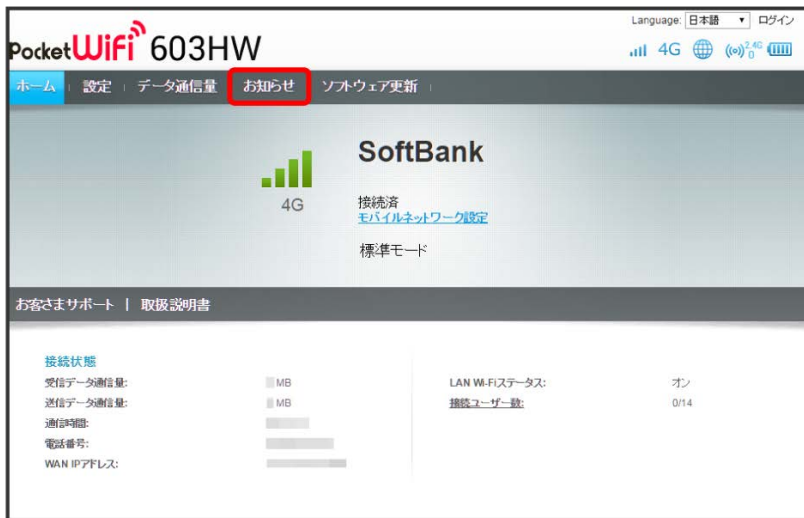 Language: 日本語 ▼ ログイン
PocketWiFi 603HW
4G 2.4G 0
ホーム 設定 データ通信量 お知らせ ソフトウェア更新
SoftBank
4G
接続済
モバイルネットワーク設定
標準モード
お客さまサポート | 取扱説明書
接続状態
受信データ通信量: MB LAN Wi-Fiステータス: オン
送信データ通信量: MB 接続ユーザー数: 0/14
通信時間:
電話番号:
WAN IPアドレス: